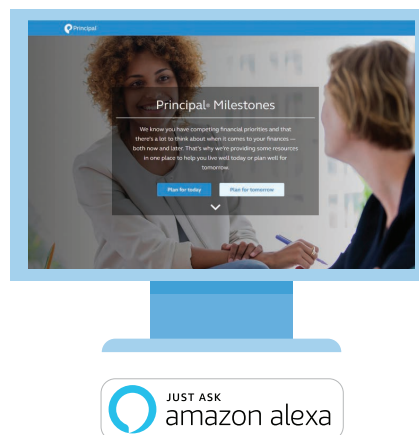 Principal
Principal® Milestones
We know you have competing financial priorities and that
there's a lot to think about when it comes to your finances —
both now and later. That's why we're providing some resources
in one place to help you live well today or plan well for
tomorrow.
Plan for today Plan for tomorrow
JUST ASK
amazon alexa